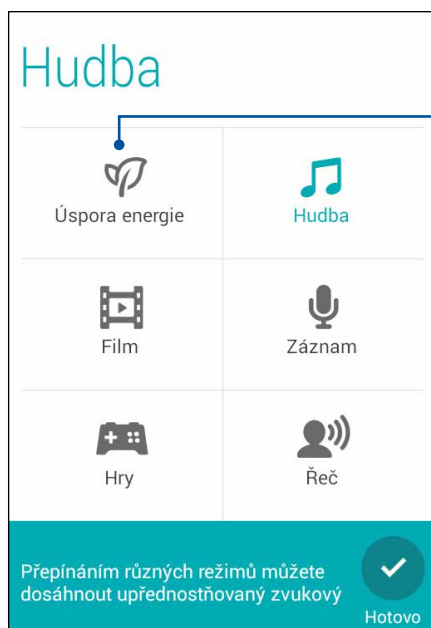 Hudba
Úspora energie
Hudba
Film
Záznam
Hry
Řeč
Přepínáním různých režimů můžete
dosáhnout upřednostňovaný zvukový
Hotovo